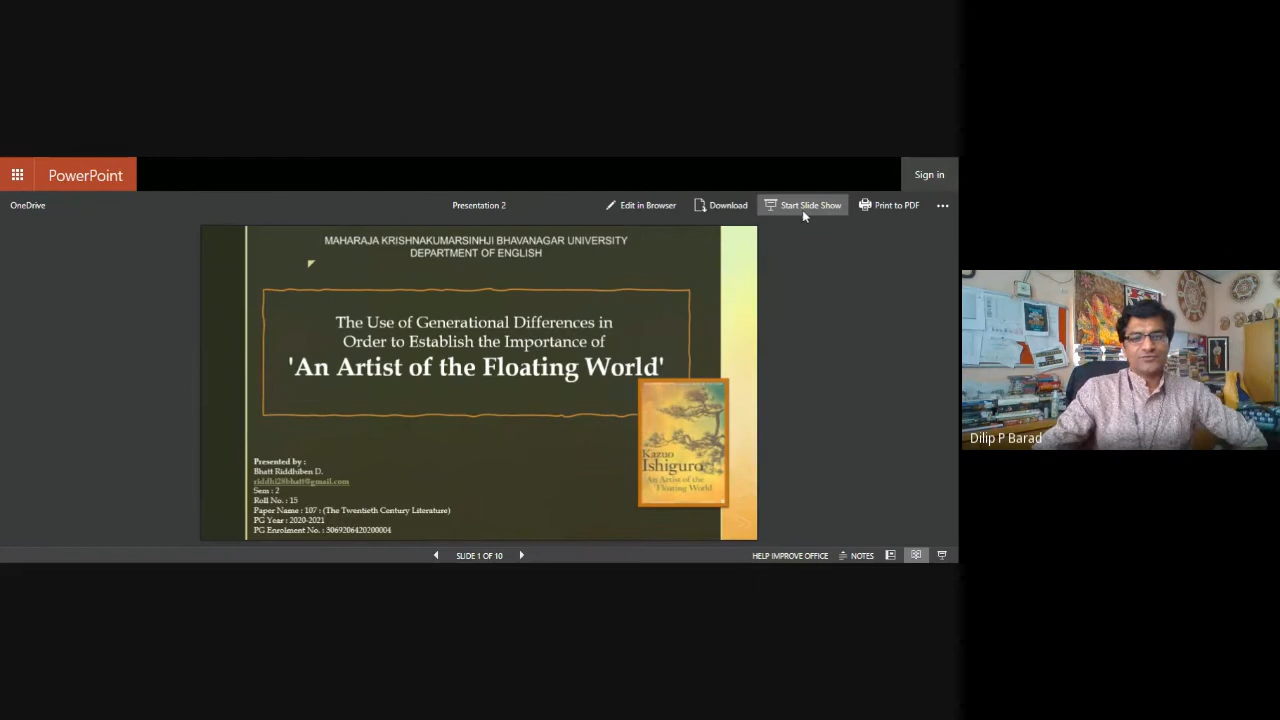 PowerPoint
Sign in
OneDrive
Presentation 2
Edit in Browser
Download
Start Slide Show
Print to PDF
MAHARAJA KRISHNAKUMARSINHJI BHAVANAGAR UNIVERSITY
DEPARTMENT OF ENGLISH
The Use of Generational Differences in
Order to Establish the Importance of
'An Artist of the Floating World'
Kazuo
Ishiguro
An Artist of the
Floating World
Presented by :
Bhatt Riddhiben D.
riddhi28bhatt@gmail.com
Sem : 2
Roll No. : 15
Paper Name : 107 : (The Twentieth Century Literature)
PG Year : 2020-2021
PG Enrolment No. : 3069206420200004
Dilip P Barad
SLIDE 1 OF 10
HELP IMPROVE OFFICE
NOTES